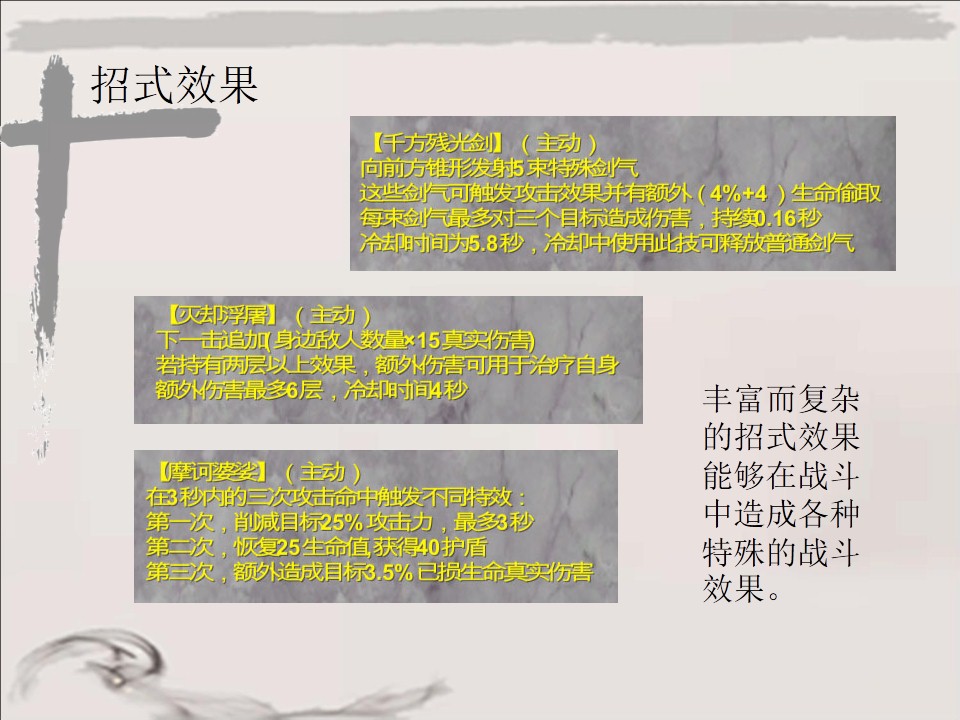 招式效果
【千方残光剑】（主动）
向前方锥形发射5束特殊剑气
这些剑气可触发攻击效果并有额外（4%+4）生命偷取
每束剑气最多对三个目标造成伤害，持续0.16秒
冷却时间为5.8秒，冷却中使用此技可释放普通剑气
【灭却浮屠】（主动）
下一击追加(身边敌人数量×15真实伤害)
若持有两层以上效果，额外伤害可用于治疗自身
额外伤害最多6层，冷却时间4秒
【摩诃婆娑】（主动）
在3秒内的三次攻击命中触发不同特效：
第一次，削减目标25%攻击力，最多3秒
第二次，恢复25生命值,获得40护盾
第三次，额外造成目标3.5%已损生命真实伤害
丰富而复杂
的招式效果
能够在战斗
中造成各种
特殊的战斗
效果。